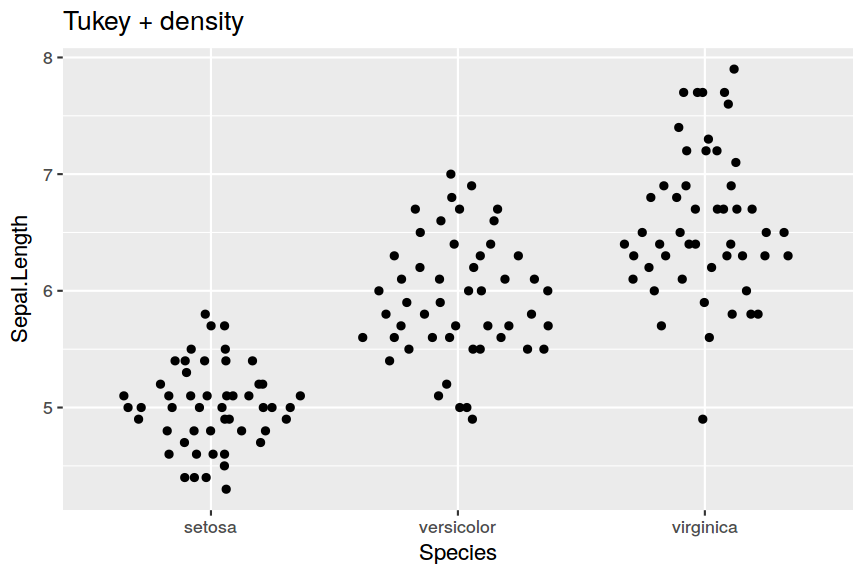 Tukey + density
8
7
6
5
Sepal.Length
setosa versicolor virginica
Species